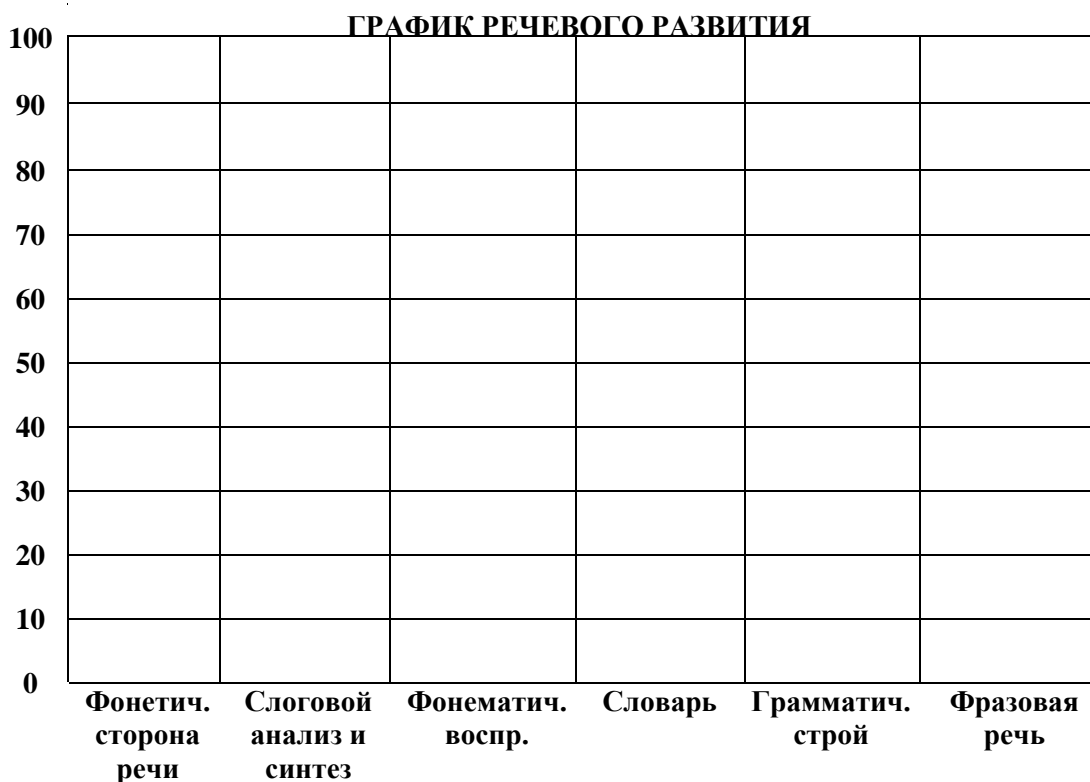 ГРАФИК РЕЧЕВОГО РАЗВИТИЯ
100
90
80
70
60
50
40
30
20
10
0
Фонетич. Слоговой Фонематич. Словарь Грамматич. Фразовая
сторона анализ и воспр. строй речь
речи синтез